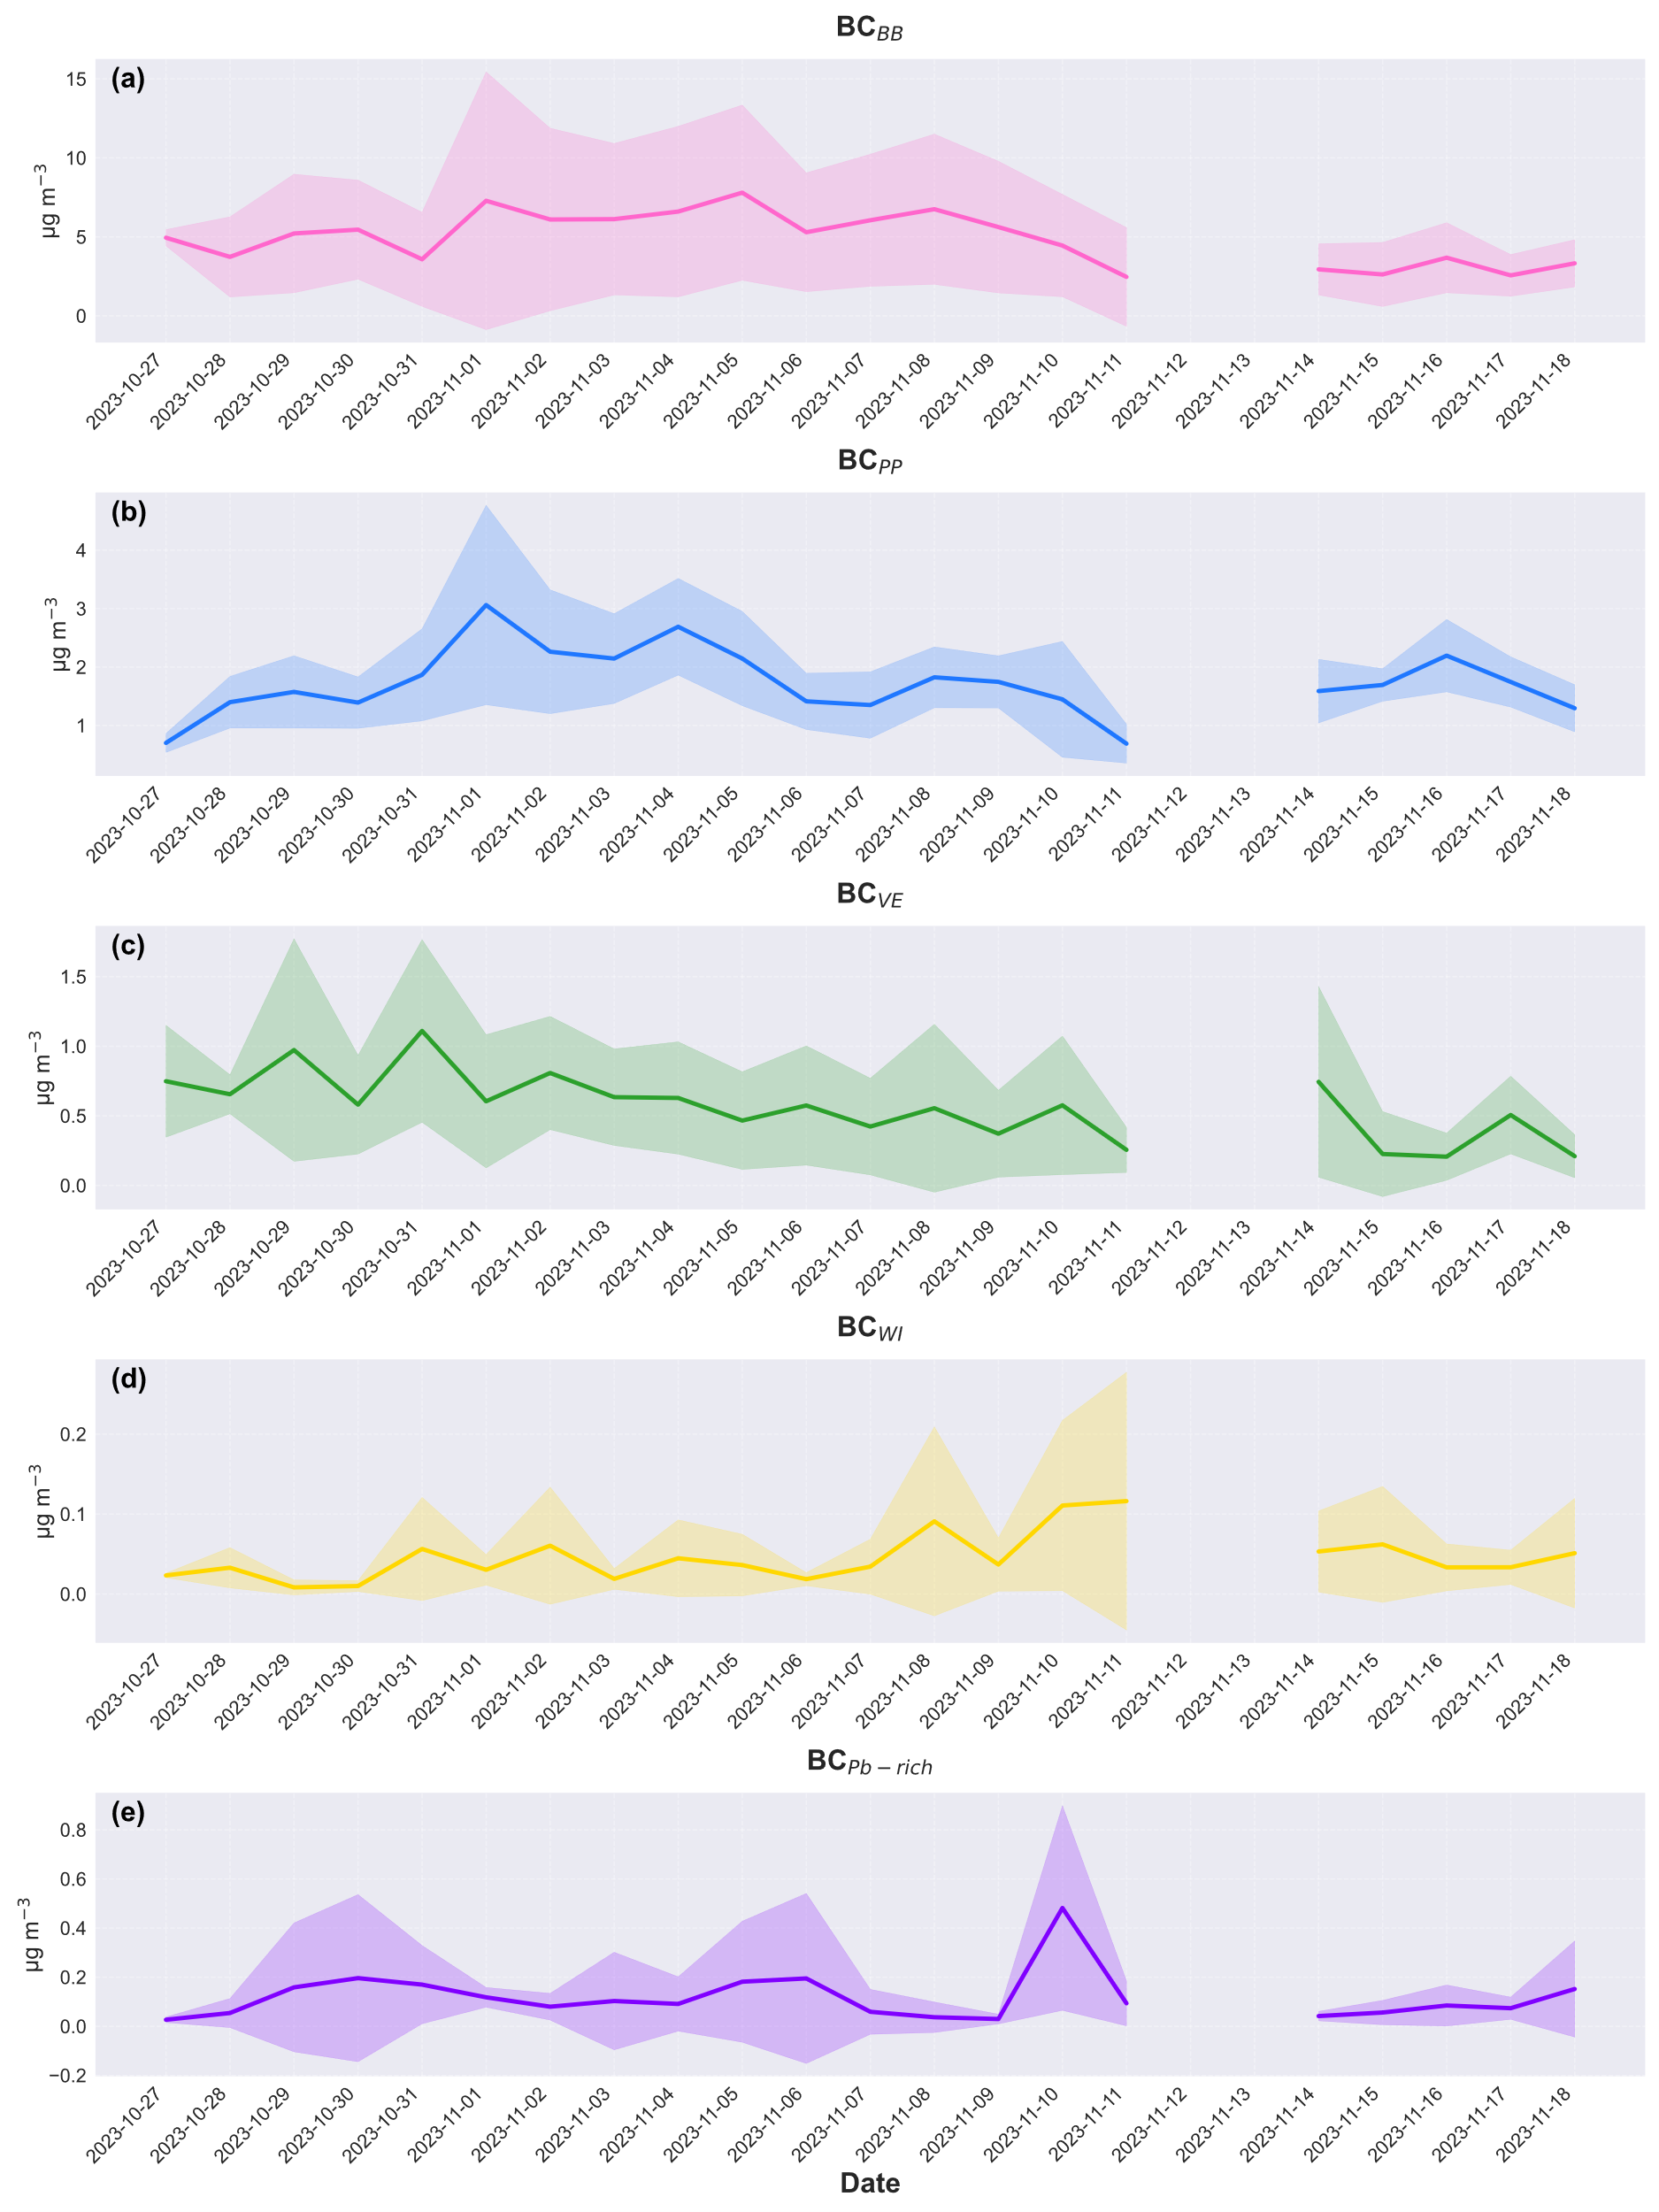 BC_BB
(a)
µg m⁻³
15
10
5
0
2023-10-27 2023-10-28 2023-10-29 2023-10-30 2023-10-31 2023-11-01 2023-11-02 2023-11-03 2023-11-04 2023-11-05 2023-11-06 2023-11-07 2023-11-08 2023-11-09 2023-11-10 2023-11-11 2023-11-12 2023-11-13 2023-11-14 2023-11-15 2023-11-16 2023-11-17 2023-11-18
BC_PP
(b)
µg m⁻³
4
3
2
1
2023-10-27 2023-10-28 2023-10-29 2023-10-30 2023-10-31 2023-11-01 2023-11-02 2023-11-03 2023-11-04 2023-11-05 2023-11-06 2023-11-07 2023-11-08 2023-11-09 2023-11-10 2023-11-11 2023-11-12 2023-11-13 2023-11-14 2023-11-15 2023-11-16 2023-11-17 2023-11-18
BC_VE
(c)
µg m⁻³
1.5
1.0
0.5
0.0
2023-10-27 2023-10-28 2023-10-29 2023-10-30 2023-10-31 2023-11-01 2023-11-02 2023-11-03 2023-11-04 2023-11-05 2023-11-06 2023-11-07 2023-11-08 2023-11-09 2023-11-10 2023-11-11 2023-11-12 2023-11-13 2023-11-14 2023-11-15 2023-11-16 2023-11-17 2023-11-18
BC_WI
(d)
µg m⁻³
0.2
0.1
0.0
2023-10-27 2023-10-28 2023-10-29 2023-10-30 2023-10-31 2023-11-01 2023-11-02 2023-11-03 2023-11-04 2023-11-05 2023-11-06 2023-11-07 2023-11-08 2023-11-09 2023-11-10 2023-11-11 2023-11-12 2023-11-13 2023-11-14 2023-11-15 2023-11-16 2023-11-17 2023-11-18
BC_Pb−rich
(e)
µg m⁻³
0.8
0.6
0.4
0.2
0.0
−0.2
2023-10-27 2023-10-28 2023-10-29 2023-10-30 2023-10-31 2023-11-01 2023-11-02 2023-11-03 2023-11-04 2023-11-05 2023-11-06 2023-11-07 2023-11-08 2023-11-09 2023-11-10 2023-11-11 2023-11-12 2023-11-13 2023-11-14 2023-11-15 2023-11-16 2023-11-17 2023-11-18
Date